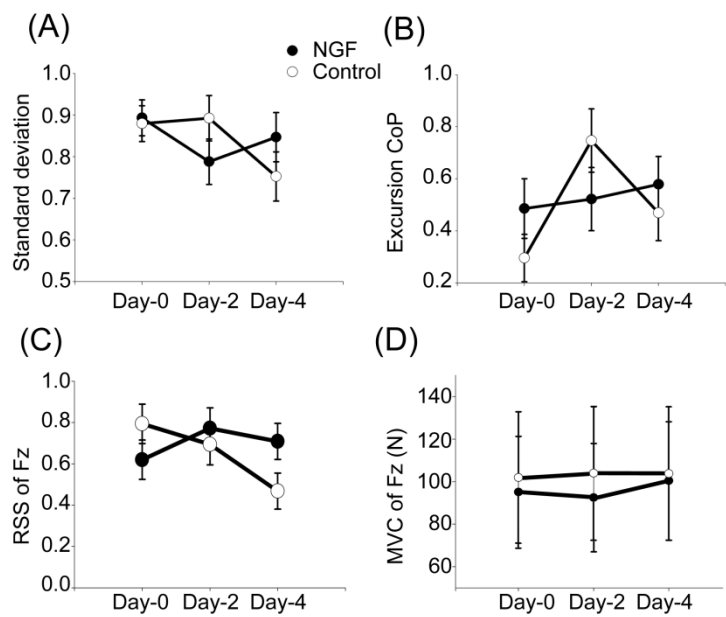 (A)
NGF
Control
Standard deviation
1.0
0.9
0.8
0.7
0.6
0.5
Day-0 Day-2 Day-4
(B)
Excursion CoP
1.0
0.8
0.6
0.4
0.2
Day-0 Day-2 Day-4
(C)
RSS of Fz
1.0
0.8
0.6
0.4
0.2
0.0
Day-0 Day-2 Day-4
(D)
MVC of Fz (N)
140
120
100
80
60
Day-0 Day-2 Day-4